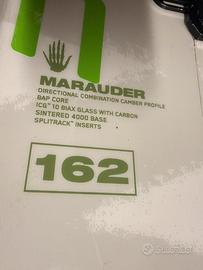 MARAUDER
DIRECTIONAL COMBINATION CAMBER PROFILE
BAP CORE
ICG™ 10 BIAX GLASS WITH CARBON
SINTERED 4000 BASE
SPLITRACK™ INSERTS
162
subito